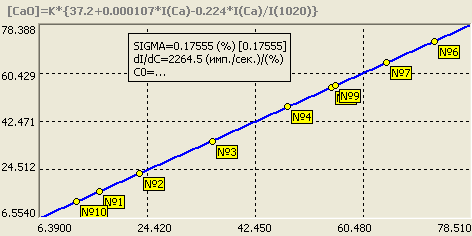 [CaO]=K*{37.2+0.000107*I(Ca)-0.224*I(Ca)/I(1020)}
78.388
SIGMA=0.17555 (%) [0.17555]
dI/dC=2264.5 (имп./сек.)/(%)
C0=...
№6
60.429
№7
№9
42.471
№4
№3
24.512
№2
№1
№10
6.5540
6.3900 24.420 42.450 60.480 78.510